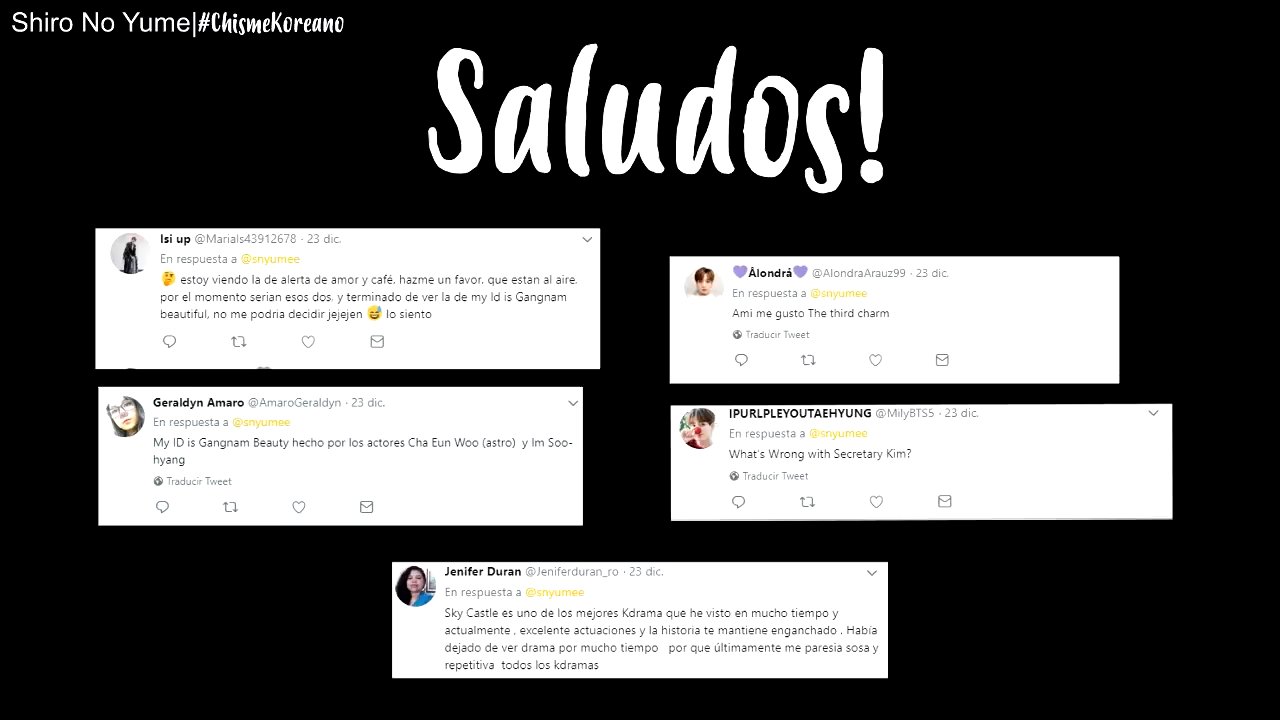 Shiro No Yume|#ChismeKoreano
Saludos!
Isi up @MariaIs43912678 · 23 dic.
En respuesta a @snyumee
🤔 estoy viendo la de alerta de amor y café, hazme un favor, que estan al aire,
por el momento serian esos dos, y terminado de ver la de my Id is Gangnam
beautiful, no me podria decidir jejejen 😅 lo siento
💜Álondrá💜 @AlondraArauz99 · 23 dic.
En respuesta a @snyumee
Ami me gusto The third charm
Traducir Tweet
Geraldyn Amaro @AmaroGeraldyn · 23 dic.
En respuesta a @snyumee
My ID is Gangnam Beauty hecho por los actores Cha Eun Woo (astro) y Im Soo-
hyang
Traducir Tweet
IPURLPLEYOUTAEHYUNG @MilyBTS5 · 23 dic.
En respuesta a @snyumee
What's Wrong with Secretary Kim?
Traducir Tweet
Jenifer Duran @Jeniferduran_ro · 23 dic.
En respuesta a @snyumee
Sky Castle es uno de los mejores Kdrama que he visto en mucho tiempo y
actualmente , excelente actuaciones y la historia te mantiene enganchado . Había
dejado de ver drama por mucho tiempo por que últimamente me paresia sosa y
repetitiva todos los kdramas